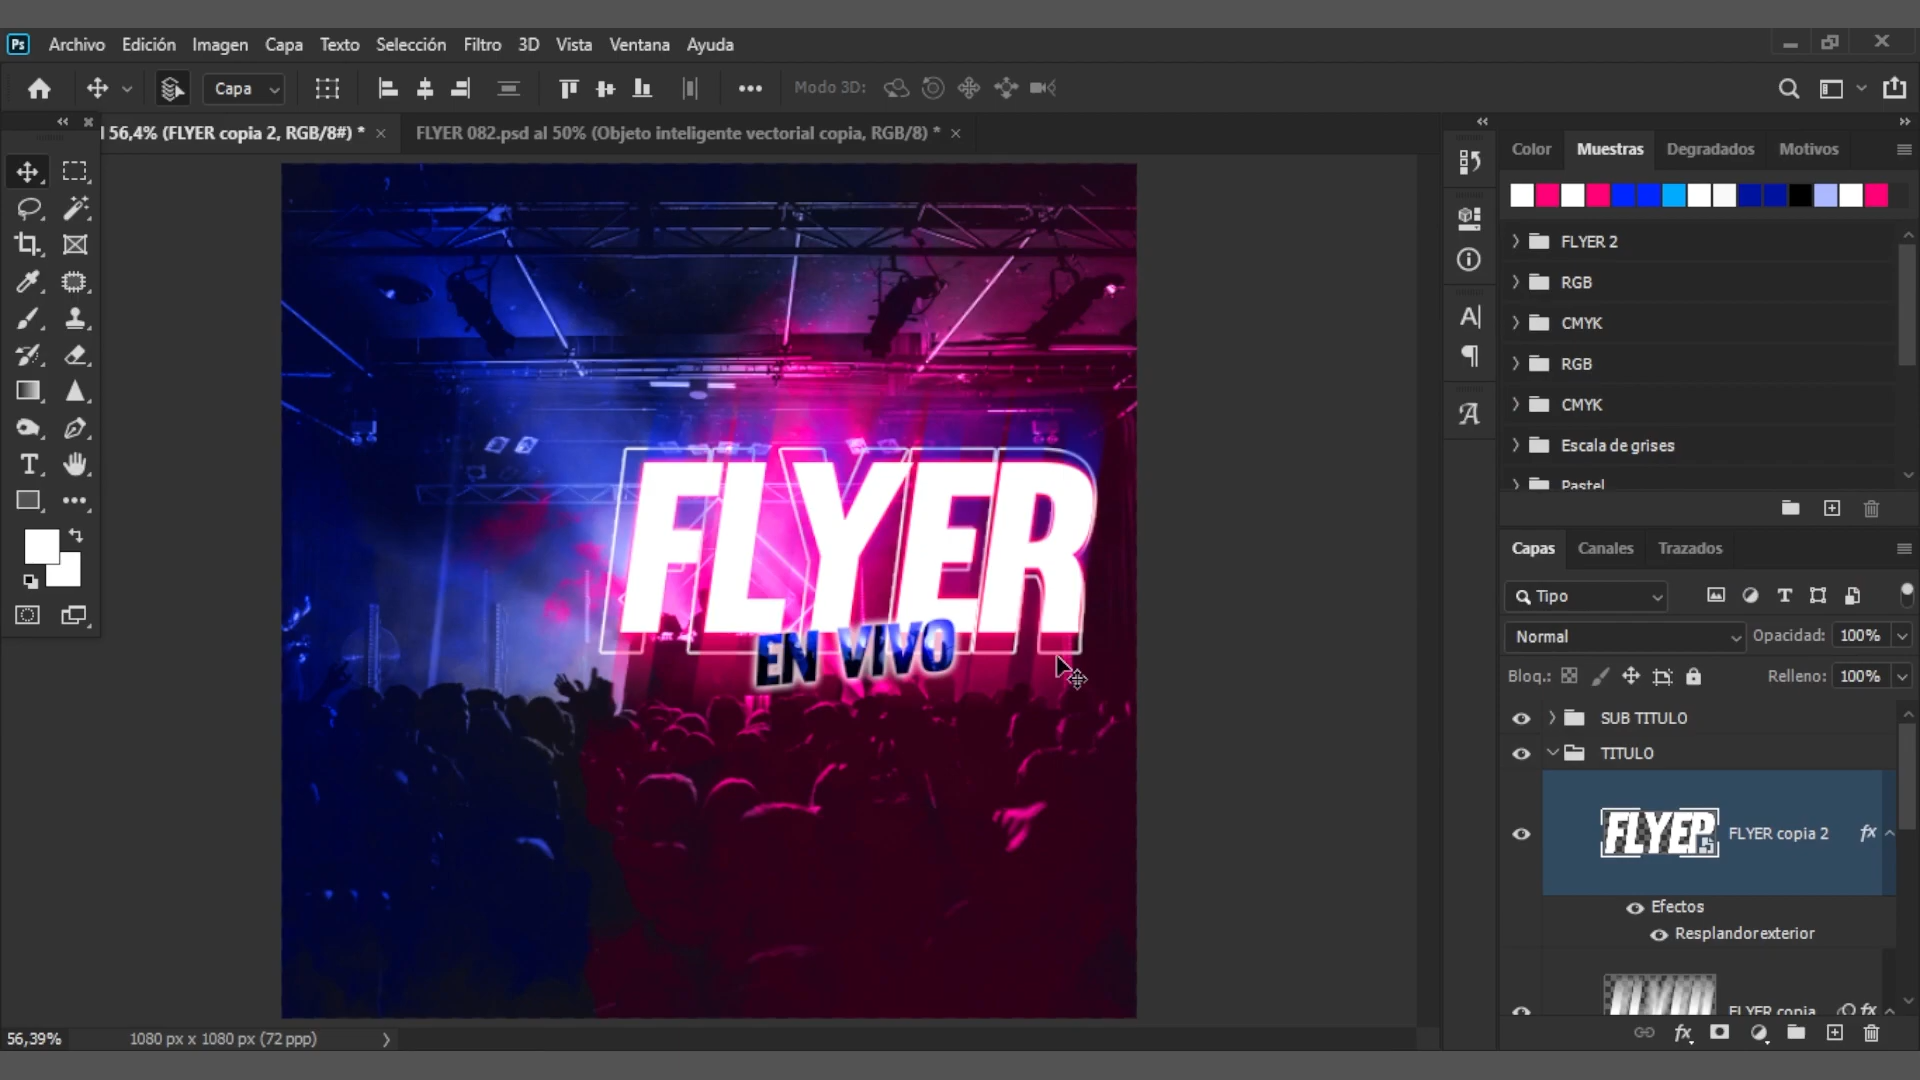 Ps Archivo Edición Imagen Capa Texto Selección Filtro 3D Vista Ventana Ayuda
Capa Modo 3D:
l 56,4% (FLYER copia 2, RGB/8#) * × FLYER 082.psd al 50% (Objeto inteligente vectorial copia, RGB/8) * ×
Color Muestras Degradados Motivos
FLYER 2
RGB
CMYK
RGB
CMYK
Escala de grises
Pastel
FLYER
EN VIVO
Capas Canales Trazados
Tipo
Normal Opacidad: 100%
Bloq.: Relleno: 100%
SUB TITULO
TITULO
FLYER FLYER copia 2 fx
Efectos
Resplandor exterior
FLYER FLYER copia fx
56,39% 1080 px x 1080 px (72 ppp)
fx